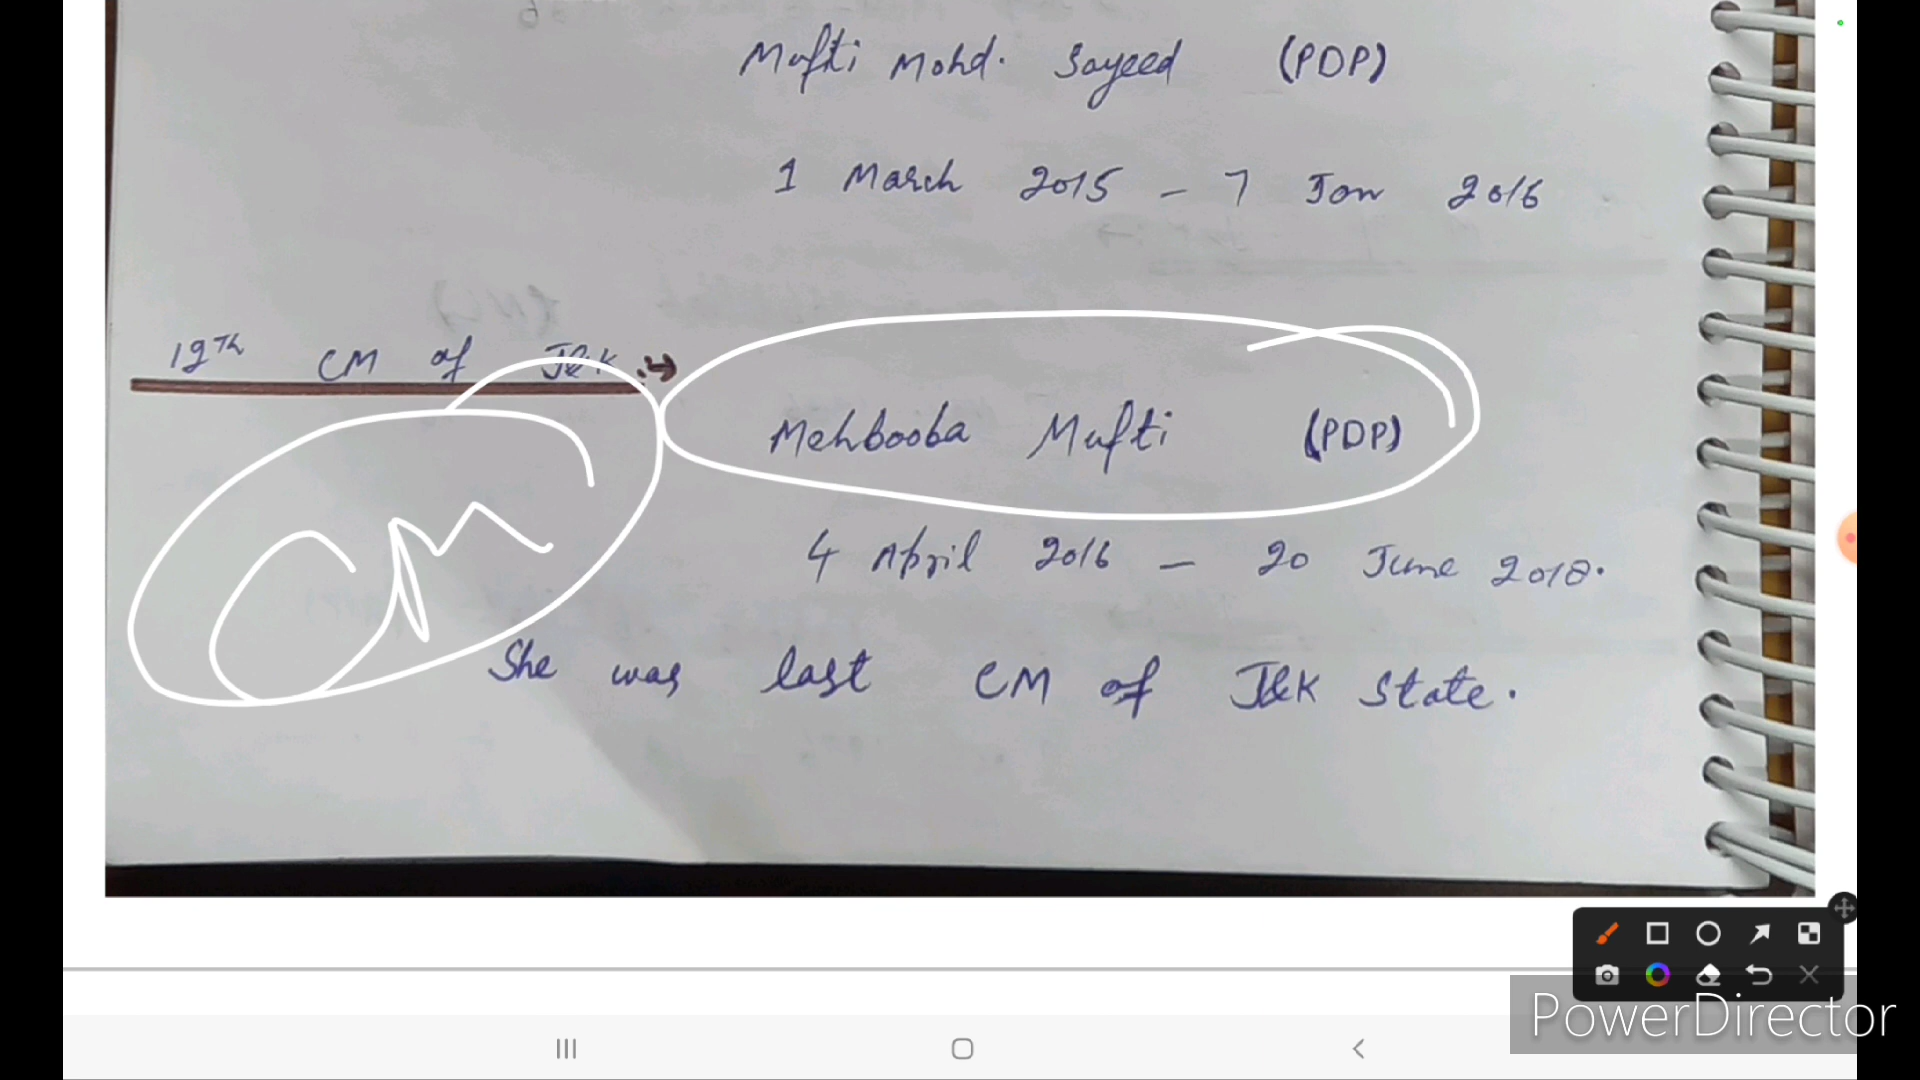 Mufti Mohd. Sayeed (PDP)
1 March 2015 - 7 Jan 2016
12Th CM of J&K :→
Mehbooba Mufti (PDP)
4 April 2016 - 20 June 2018.
CM
She was last CM of J&K state.
PowerDirector